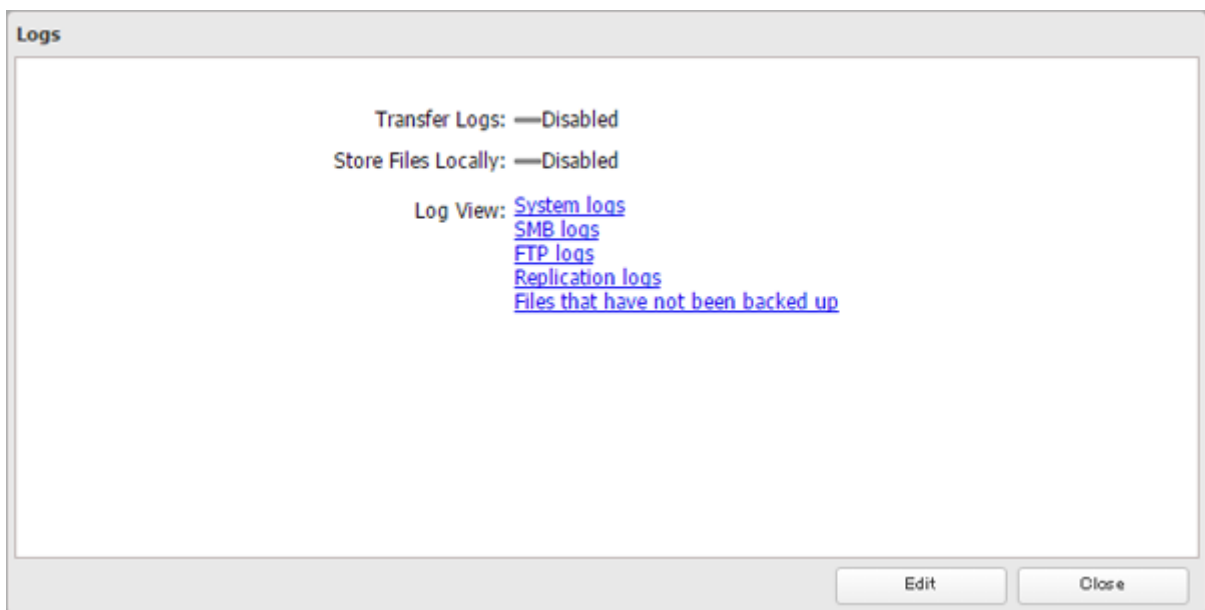 Logs
Transfer Logs: Disabled
Store Files Locally: Disabled
Log View: System logs
SMB logs
FTP logs
Replication logs
Files that have not been backed up
Edit Close